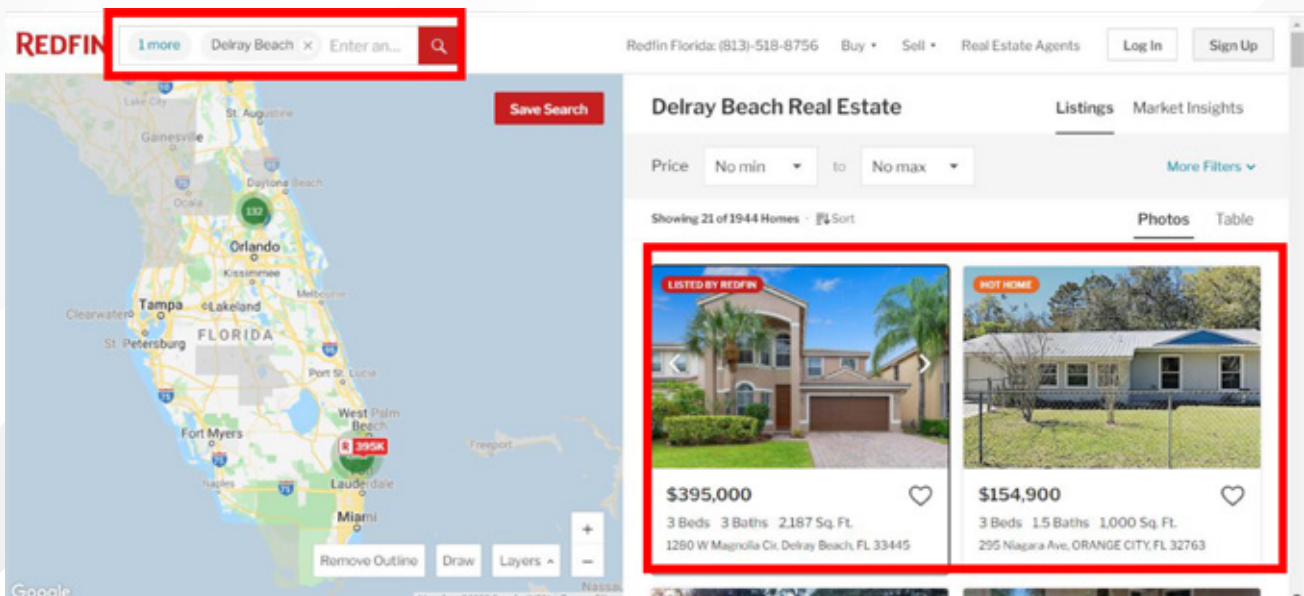 REDFIN
1 more
Delray Beach ×
Enter an...
Redfin Florida: (813)-518-8756
Buy
Sell
Real Estate Agents
Log In
Sign Up
Save Search
Delray Beach Real Estate
Listings
Market Insights
Price
No min
to
No max
More Filters
Showing 21 of 1944 Homes · Sort
Photos
Table
Lake City
St. Augustine
Gainesville
Daytona Beach
Ocala
132
Orlando
Kissimmee
Melbourne
Tampa
Lakeland
Clearwater
FLORIDA
St. Petersburg
Port St. Lucie
West Palm
Beach
R 395K
Fort Myers
Freeport
Naples
Lauderdale
Miami
75
95
Remove Outline
Draw
Layers
+
−
Google
LISTED BY REDFIN
$395,000
3 Beds 3 Baths 2,187 Sq. Ft.
1280 W Magnolia Cir, Delray Beach, FL 33445
HOT HOME
$154,900
3 Beds 1.5 Baths 1,000 Sq. Ft.
295 Niagara Ave, ORANGE CITY, FL 32763